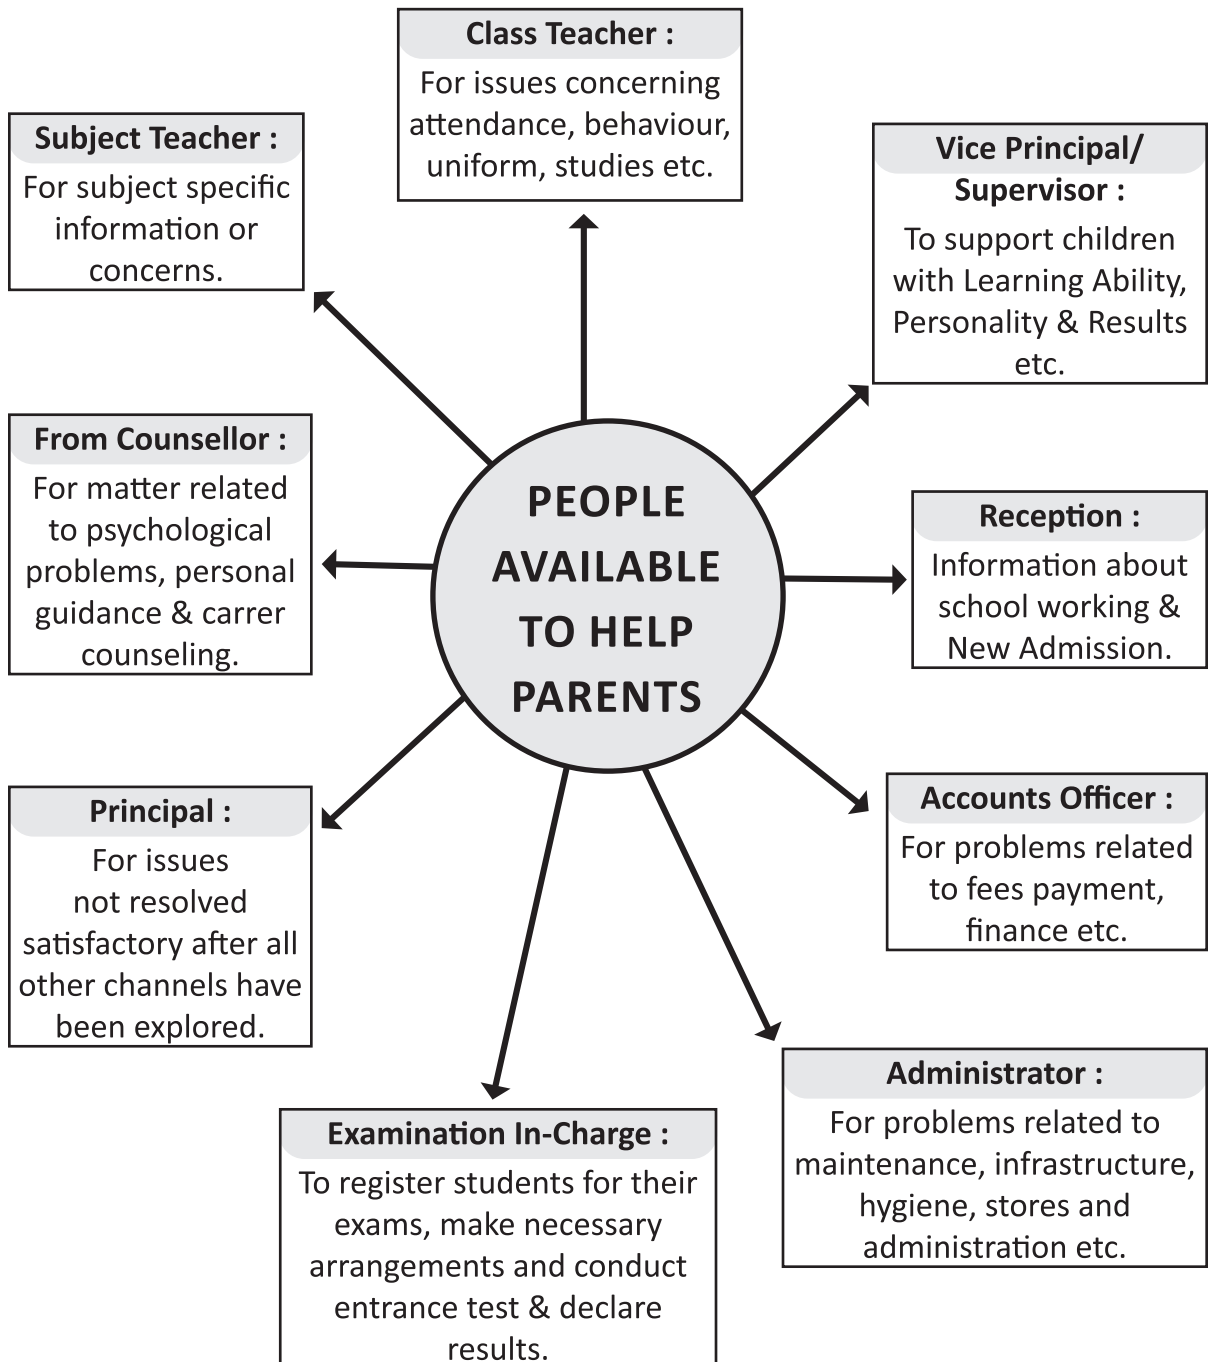 Class Teacher :
For issues concerning
attendance, behaviour,
uniform, studies etc.
Subject Teacher :
For subject specific
information or
concerns.
Vice Principal/
Supervisor :
To support children
with Learning Ability,
Personality & Results
etc.
From Counsellor :
For matter related
to psychological
problems, personal
guidance & carrer
counseling.
PEOPLE
AVAILABLE
TO HELP
PARENTS
Reception :
Information about
school working &
New Admission.
Principal :
For issues
not resolved
satisfactory after all
other channels have
been explored.
Accounts Officer :
For problems related
to fees payment,
finance etc.
Examination In-Charge :
To register students for their
exams, make necessary
arrangements and conduct
entrance test & declare
results.
Administrator :
For problems related to
maintenance, infrastructure,
hygiene, stores and
administration etc.